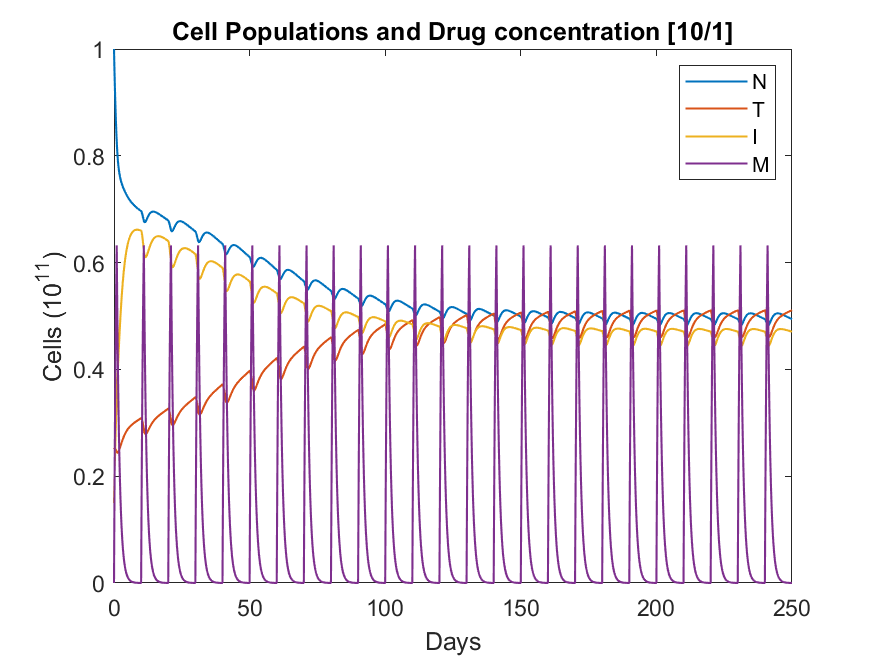 Cell Populations and Drug concentration [10/1]
N
T
I
M
1
0.8
0.6
0.4
0.2
0
Cells (10^11)
0 50 100 150 200 250
Days